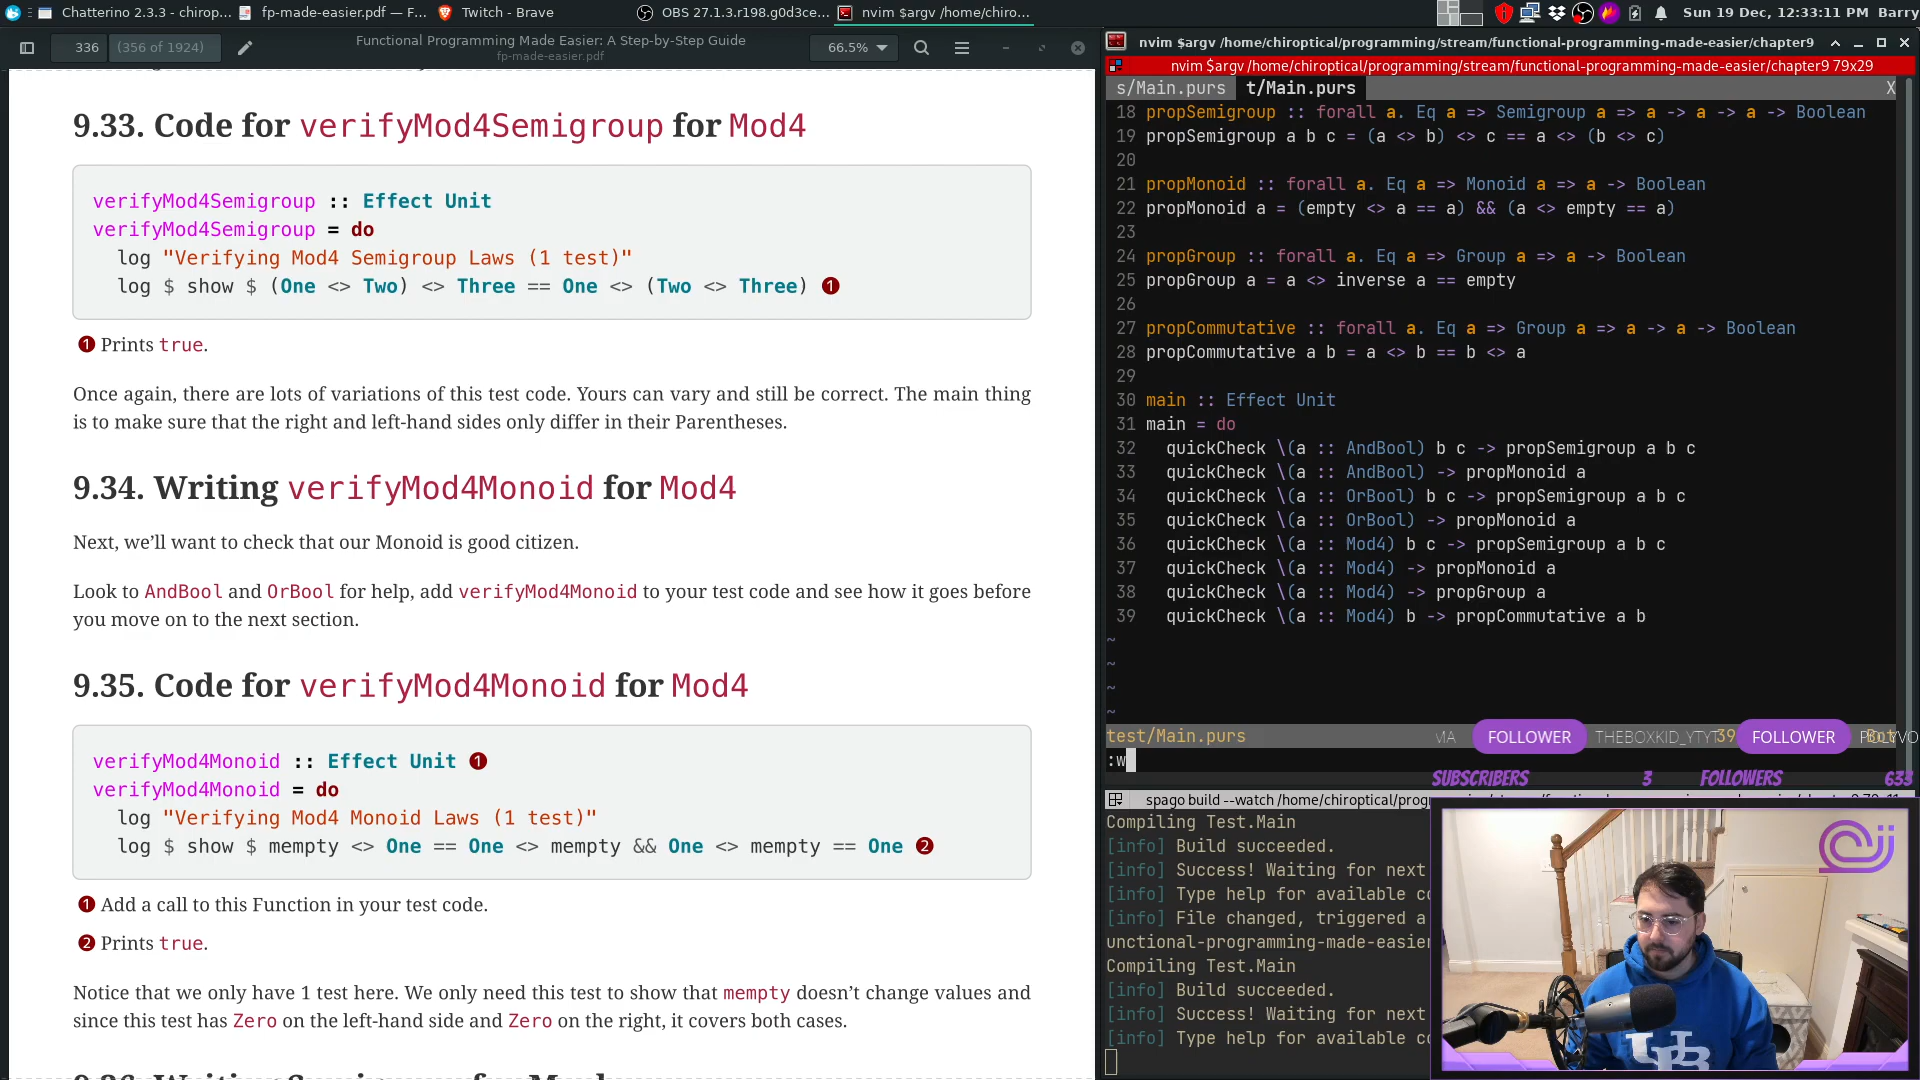 Chatterino 2.3.3 - chirop...
fp-made-easier.pdf — F...
Twitch - Brave
OBS 27.1.3.r198.g0d3ce...
nvim $argv /home/chiro...
Sun 19 Dec, 12:33:11 PM Barry
336 (356 of 1924)
Functional Programming Made Easier: A Step-by-Step Guide
fp-made-easier.pdf
66.5%
9.33. Code for verifyMod4Semigroup for Mod4
verifyMod4Semigroup :: Effect Unit
verifyMod4Semigroup = do
  log "Verifying Mod4 Semigroup Laws (1 test)"
  log $ show $ (One <> Two) <> Three == One <> (Two <> Three) 1
1 Prints true.
Once again, there are lots of variations of this test code. Yours can vary and still be correct. The main thing
is to make sure that the right and left-hand sides only differ in their Parentheses.
9.34. Writing verifyMod4Monoid for Mod4
Next, we’ll want to check that our Monoid is good citizen.
Look to AndBool and OrBool for help, add verifyMod4Monoid to your test code and see how it goes before
you move on to the next section.
9.35. Code for verifyMod4Monoid for Mod4
verifyMod4Monoid :: Effect Unit 1
verifyMod4Monoid = do
  log "Verifying Mod4 Monoid Laws (1 test)"
  log $ show $ mempty <> One == One <> mempty && One <> mempty == One 2
1 Add a call to this Function in your test code.
2 Prints true.
Notice that we only have 1 test here. We only need this test to show that mempty doesn’t change values and
since this test has Zero on the left-hand side and Zero on the right, it covers both cases.
nvim $argv /home/chiroptical/programming/stream/functional-programming-made-easier/chapter9
nvim $argv /home/chiroptical/programming/stream/functional-programming-made-easier/chapter9 79x29
s/Main.purs t/Main.purs X
18 propSemigroup :: forall a. Eq a => Semigroup a => a -> a -> a -> Boolean
19 propSemigroup a b c = (a <> b) <> c == a <> (b <> c)
20
21 propMonoid :: forall a. Eq a => Monoid a => a -> Boolean
22 propMonoid a = (empty <> a == a) && (a <> empty == a)
23
24 propGroup :: forall a. Eq a => Group a => a -> Boolean
25 propGroup a = a <> inverse a == empty
26
27 propCommutative :: forall a. Eq a => Group a => a -> a -> Boolean
28 propCommutative a b = a <> b == b <> a
29
30 main :: Effect Unit
31 main = do
32   quickCheck \(a :: AndBool) b c -> propSemigroup a b c
33   quickCheck \(a :: AndBool) -> propMonoid a
34   quickCheck \(a :: OrBool) b c -> propSemigroup a b c
35   quickCheck \(a :: OrBool) -> propMonoid a
36   quickCheck \(a :: Mod4) b c -> propSemigroup a b c
37   quickCheck \(a :: Mod4) -> propMonoid a
38   quickCheck \(a :: Mod4) -> propGroup a
39   quickCheck \(a :: Mod4) b -> propCommutative a b
~
~
~
~
test/Main.purs
FOLLOWER THEBOXKID_YTYT 39 FOLLOWER
:w
SUBSCRIBERS 3 FOLLOWERS 633
spago build --watch /home/chiroptical/prog
Compiling Test.Main
[info] Build succeeded.
[info] Success! Waiting for next
[info] Type help for available
[info] File changed, triggered a
unctional-programming-made-easier
Compiling Test.Main
[info] Build succeeded.
[info] Success! Waiting for next
[info] Type help for available